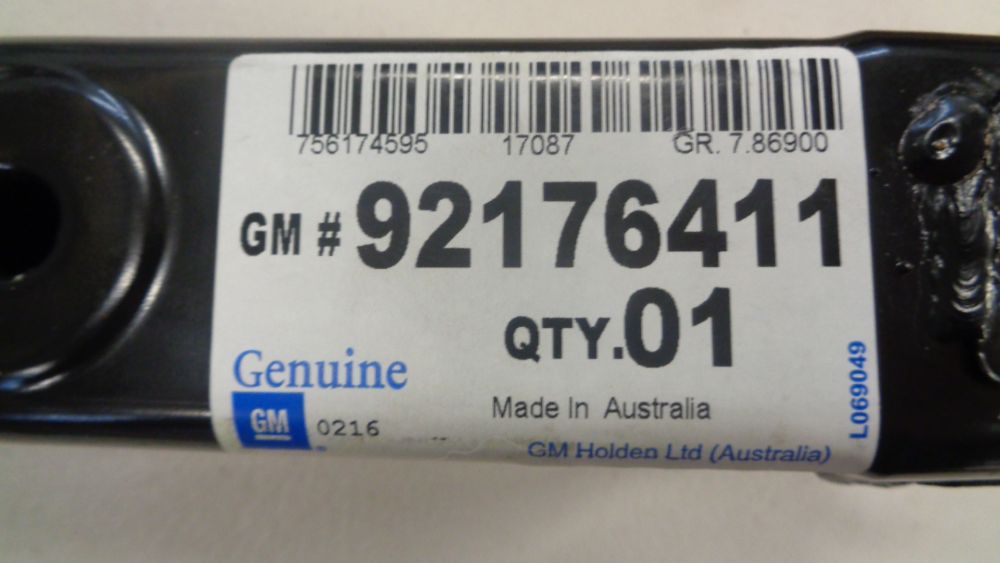 756174595 17087 GR. 7.86900
GM # 92176411
QTY.01
Genuine
GM 0216
Made In Australia
GM Holden Ltd (Australia)
L069049